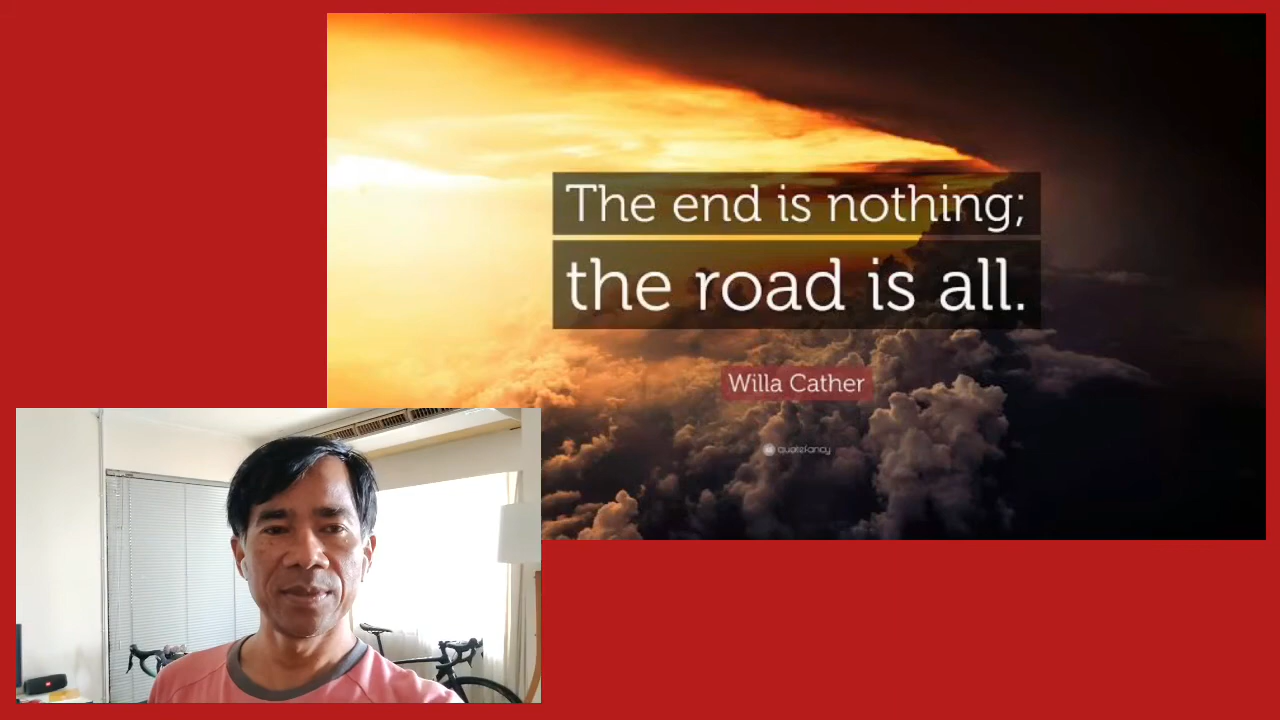 The end is nothing;
the road is all.
Willa Cather
quotefancy